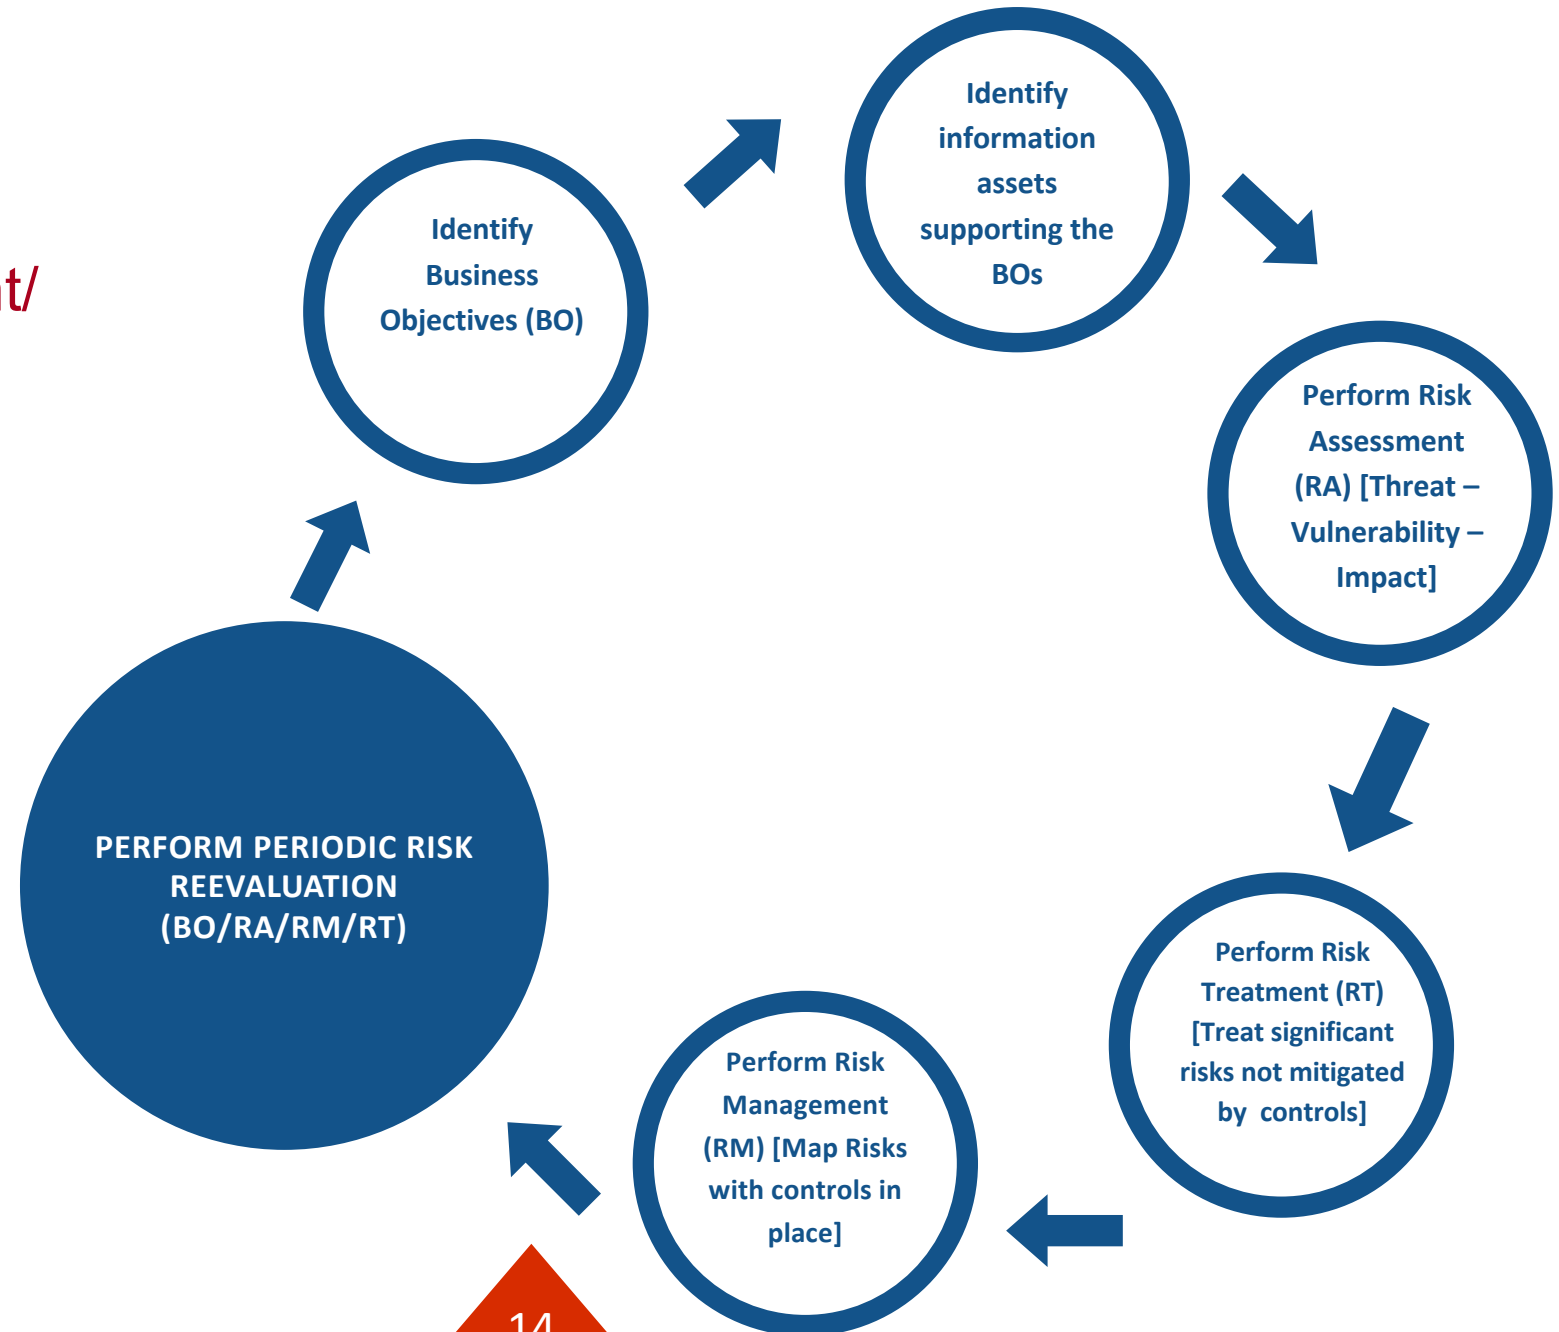 nt/
Identify
Business
Objectives (BO)
Identify
information
assets
supporting the
BOs
Perform Risk
Assessment
(RA) [Threat –
Vulnerability –
Impact]
Perform Risk
Treatment (RT)
[Treat significant
risks not mitigated
by controls]
Perform Risk
Management
(RM) [Map Risks
with controls in
place]
PERFORM PERIODIC RISK
REEVALUATION
(BO/RA/RM/RT)
14